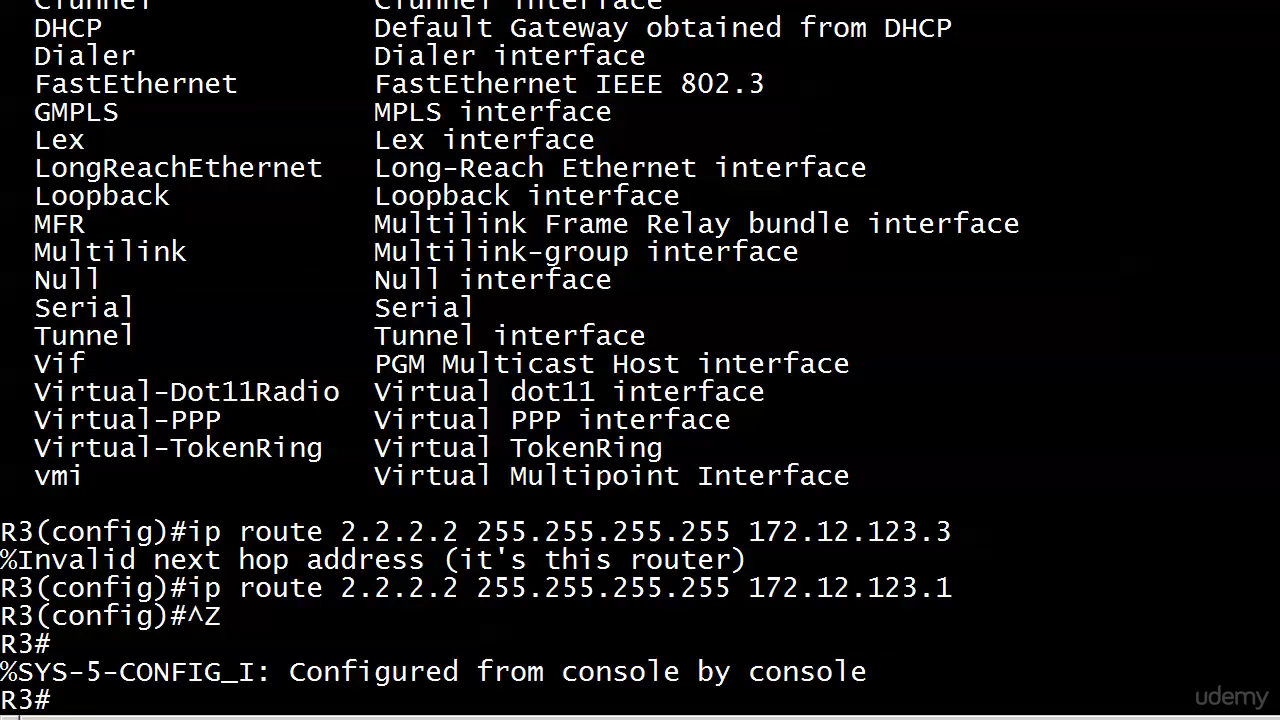 Ctunnel                   Ctunnel interface
DHCP                Default Gateway obtained from DHCP
Dialer              Dialer interface
FastEthernet        FastEthernet IEEE 802.3
GMPLS               MPLS interface
Lex                 Lex interface
LongReachEthernet   Long-Reach Ethernet interface
Loopback            Loopback interface
MFR                 Multilink Frame Relay bundle interface
Multilink           Multilink-group interface
Null                Null interface
Serial              Serial
Tunnel              Tunnel interface
Vif                 PGM Multicast Host interface
Virtual-Dot11Radio  Virtual dot11 interface
Virtual-PPP         Virtual PPP interface
Virtual-TokenRing   Virtual TokenRing
vmi                 Virtual Multipoint Interface
R3(config)#ip route 2.2.2.2 255.255.255.255 172.12.123.3
%Invalid next hop address (it's this router)
R3(config)#ip route 2.2.2.2 255.255.255.255 172.12.123.1
R3(config)#^Z
R3#
%SYS-5-CONFIG_I: Configured from console by console
R3#
udemy